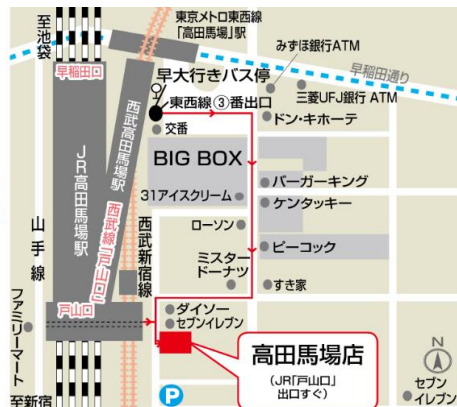 至池袋
東京メトロ東西線
「高田馬場」駅
みずほ銀行ATM
早稲田口
早稲田通り
早大行きバス停
三菱UFJ銀行 ATM
東西線③番出口
ドン・キホーテ
交番
西武高田馬場駅
JR高田馬場駅
BIG BOX
バーガーキング
31アイスクリーム
ケンタッキー
西武線「戸山口」
西武新宿線
山手線
ローソン
ピーコック
ミスター
ドーナツ
すき家
戸山口
ダイソー
セブンイレブン
ファミリーマート
高田馬場店
(JR「戸山口」
出口すぐ)
N
P
セブン
イレブン
至新宿